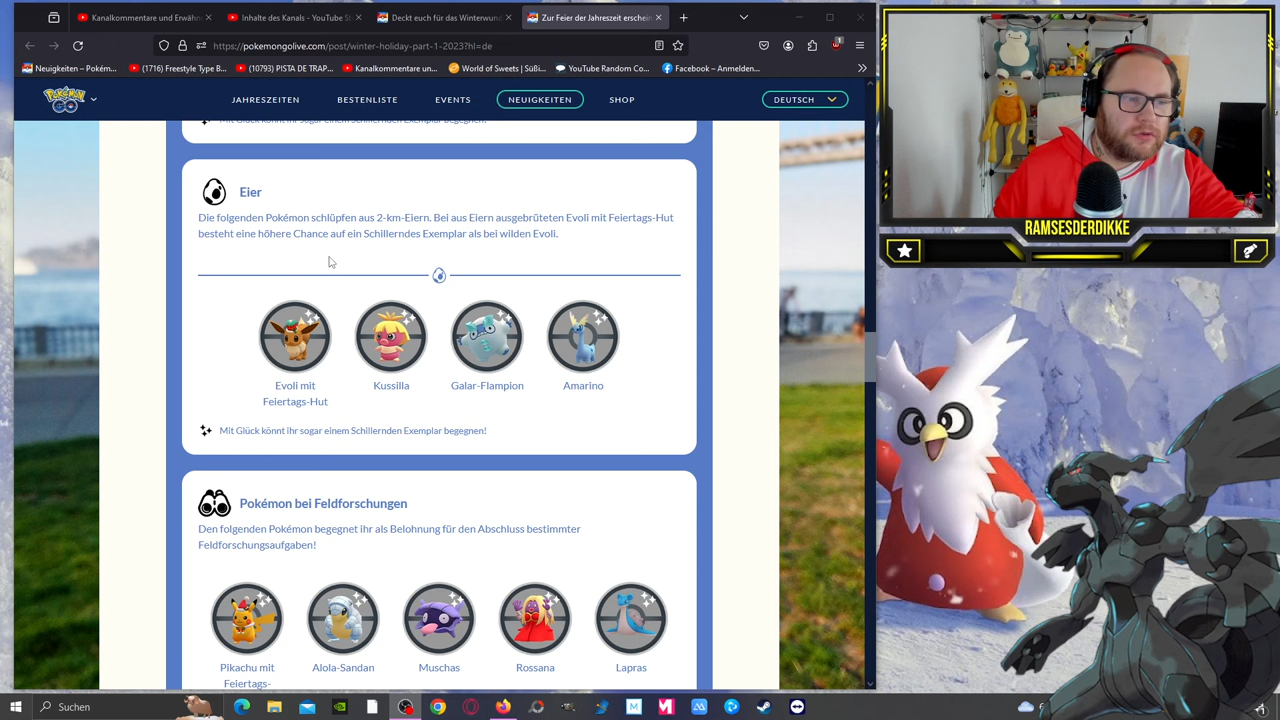 Kanalkommentare und Erwähn
Inhalte des Kanals - YouTube St
Deckt euch für das Winterwund
Zur Feier der Jahreszeit erschein
https://pokemongolive.com/post/winter-holiday-part-1-2023?hl=de
1
Neuigkeiten – Pokém...
(1716) Freestyle Type B...
(10793) PISTA DE TRAP...
Kanalkommentare un...
World of Sweets | Süßi...
YouTube Random Co...
Facebook – Anmelden...
POKÉMON GO
JAHRESZEITEN
BESTENLISTE
EVENTS
NEUIGKEITEN
SHOP
DEUTSCH
Mit Glück könnt ihr sogar einem Schillernden Exemplar begegnen!
Eier
Die folgenden Pokémon schlüpfen aus 2-km-Eiern. Bei aus Eiern ausgebrüteten Evoli mit Feiertags-Hut
besteht eine höhere Chance auf ein Schillerndes Exemplar als bei wilden Evoli.
Evoli mit
Feiertags-Hut
Kussilla
Galar-Flampion
Amarino
Mit Glück könnt ihr sogar einem Schillernden Exemplar begegnen!
Pokémon bei Feldforschungen
Den folgenden Pokémon begegnet ihr als Belohnung für den Abschluss bestimmter
Feldforschungsaufgaben!
Pikachu mit
Feiertags-
Alola-Sandan
Muschas
Rossana
Lapras
RAMSESDERDIKKE
Suchen